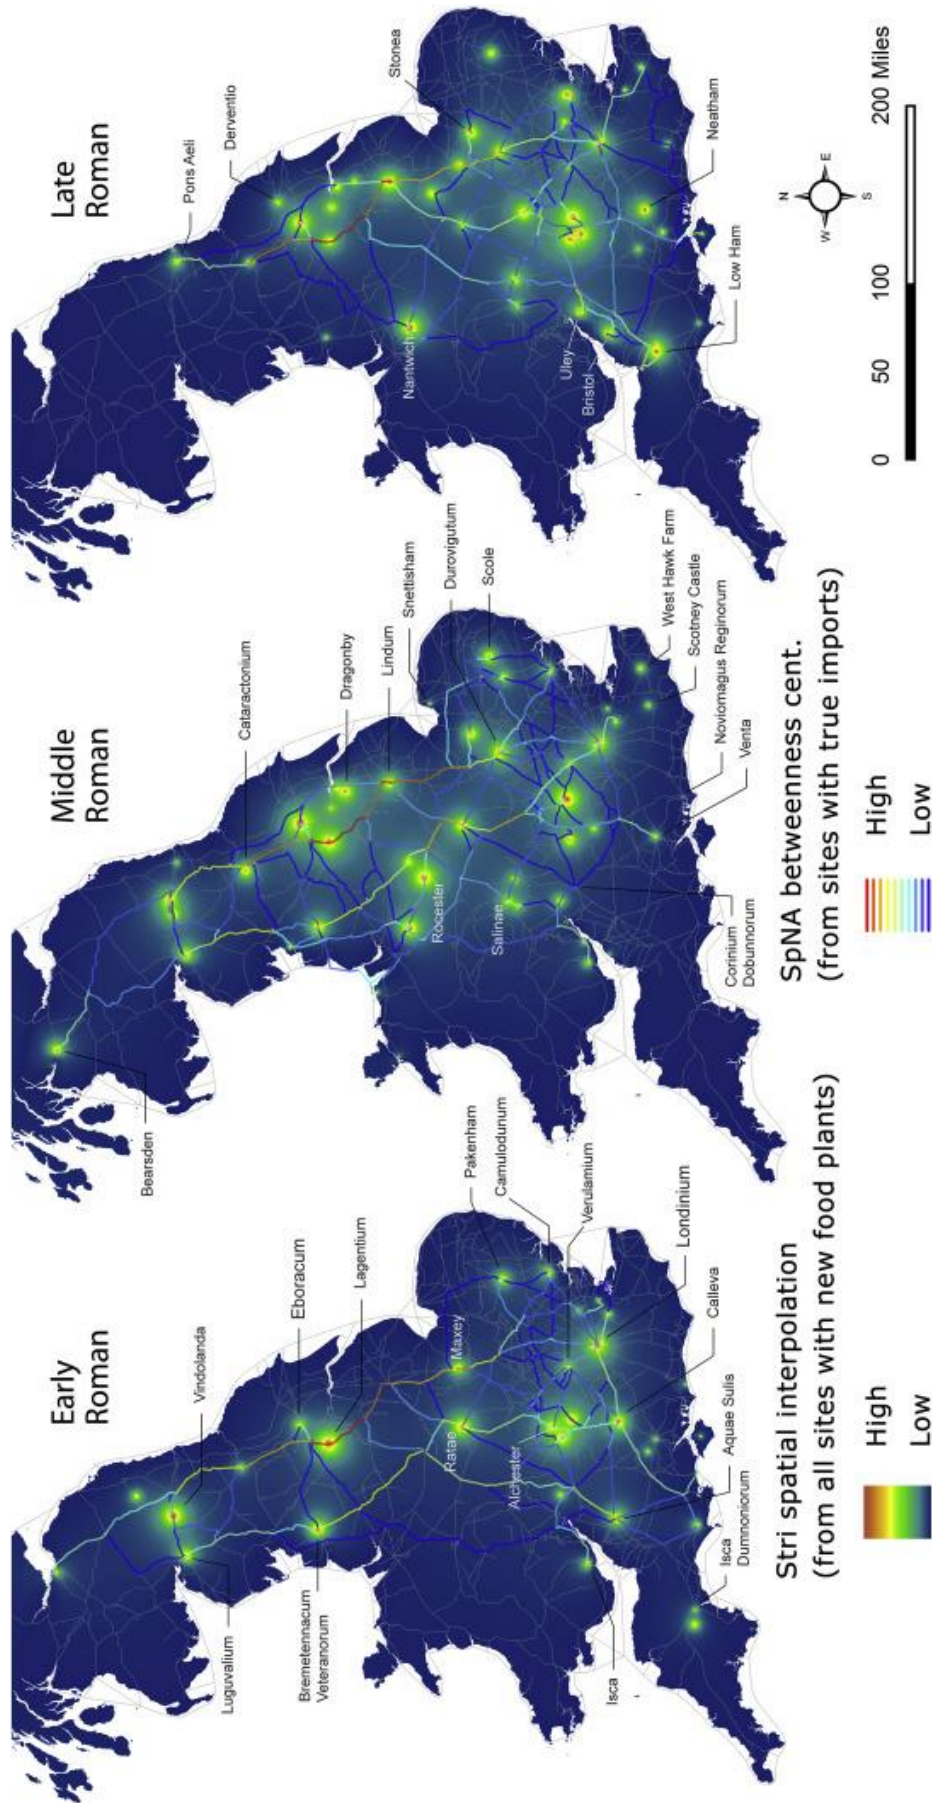 Early
Roman
Vindolanda
Eboracum
Lagentium
Luguvalium
Bremetennacum
Veteranorum
Maxey
Ratae
Alchester
Pakenham
Camulodunum
Verulamium
Londinium
Calleva
Aquae Sulis
Isca
Dumnoniorum
Isca
Middle
Roman
Bearsden
Cataractonium
Dragonby
Lindum
Snettisham
Durovigutum
Scole
Rocester
Salinae
West Hawk Farm
Scotney Castle
Noviomagus Reginorum
Venta
Corinium
Dobunnorum
Late
Roman
Pons Aeli
Derventio
Stonea
Nantwich
Uley
Bristol
Neatham
Low Ham
Stri spatial interpolation
(from all sites with new food plants)
High
Low
SpNA betweenness cent.
(from sites with true imports)
High
Low
N
W
E
S
0 50 100 200 Miles